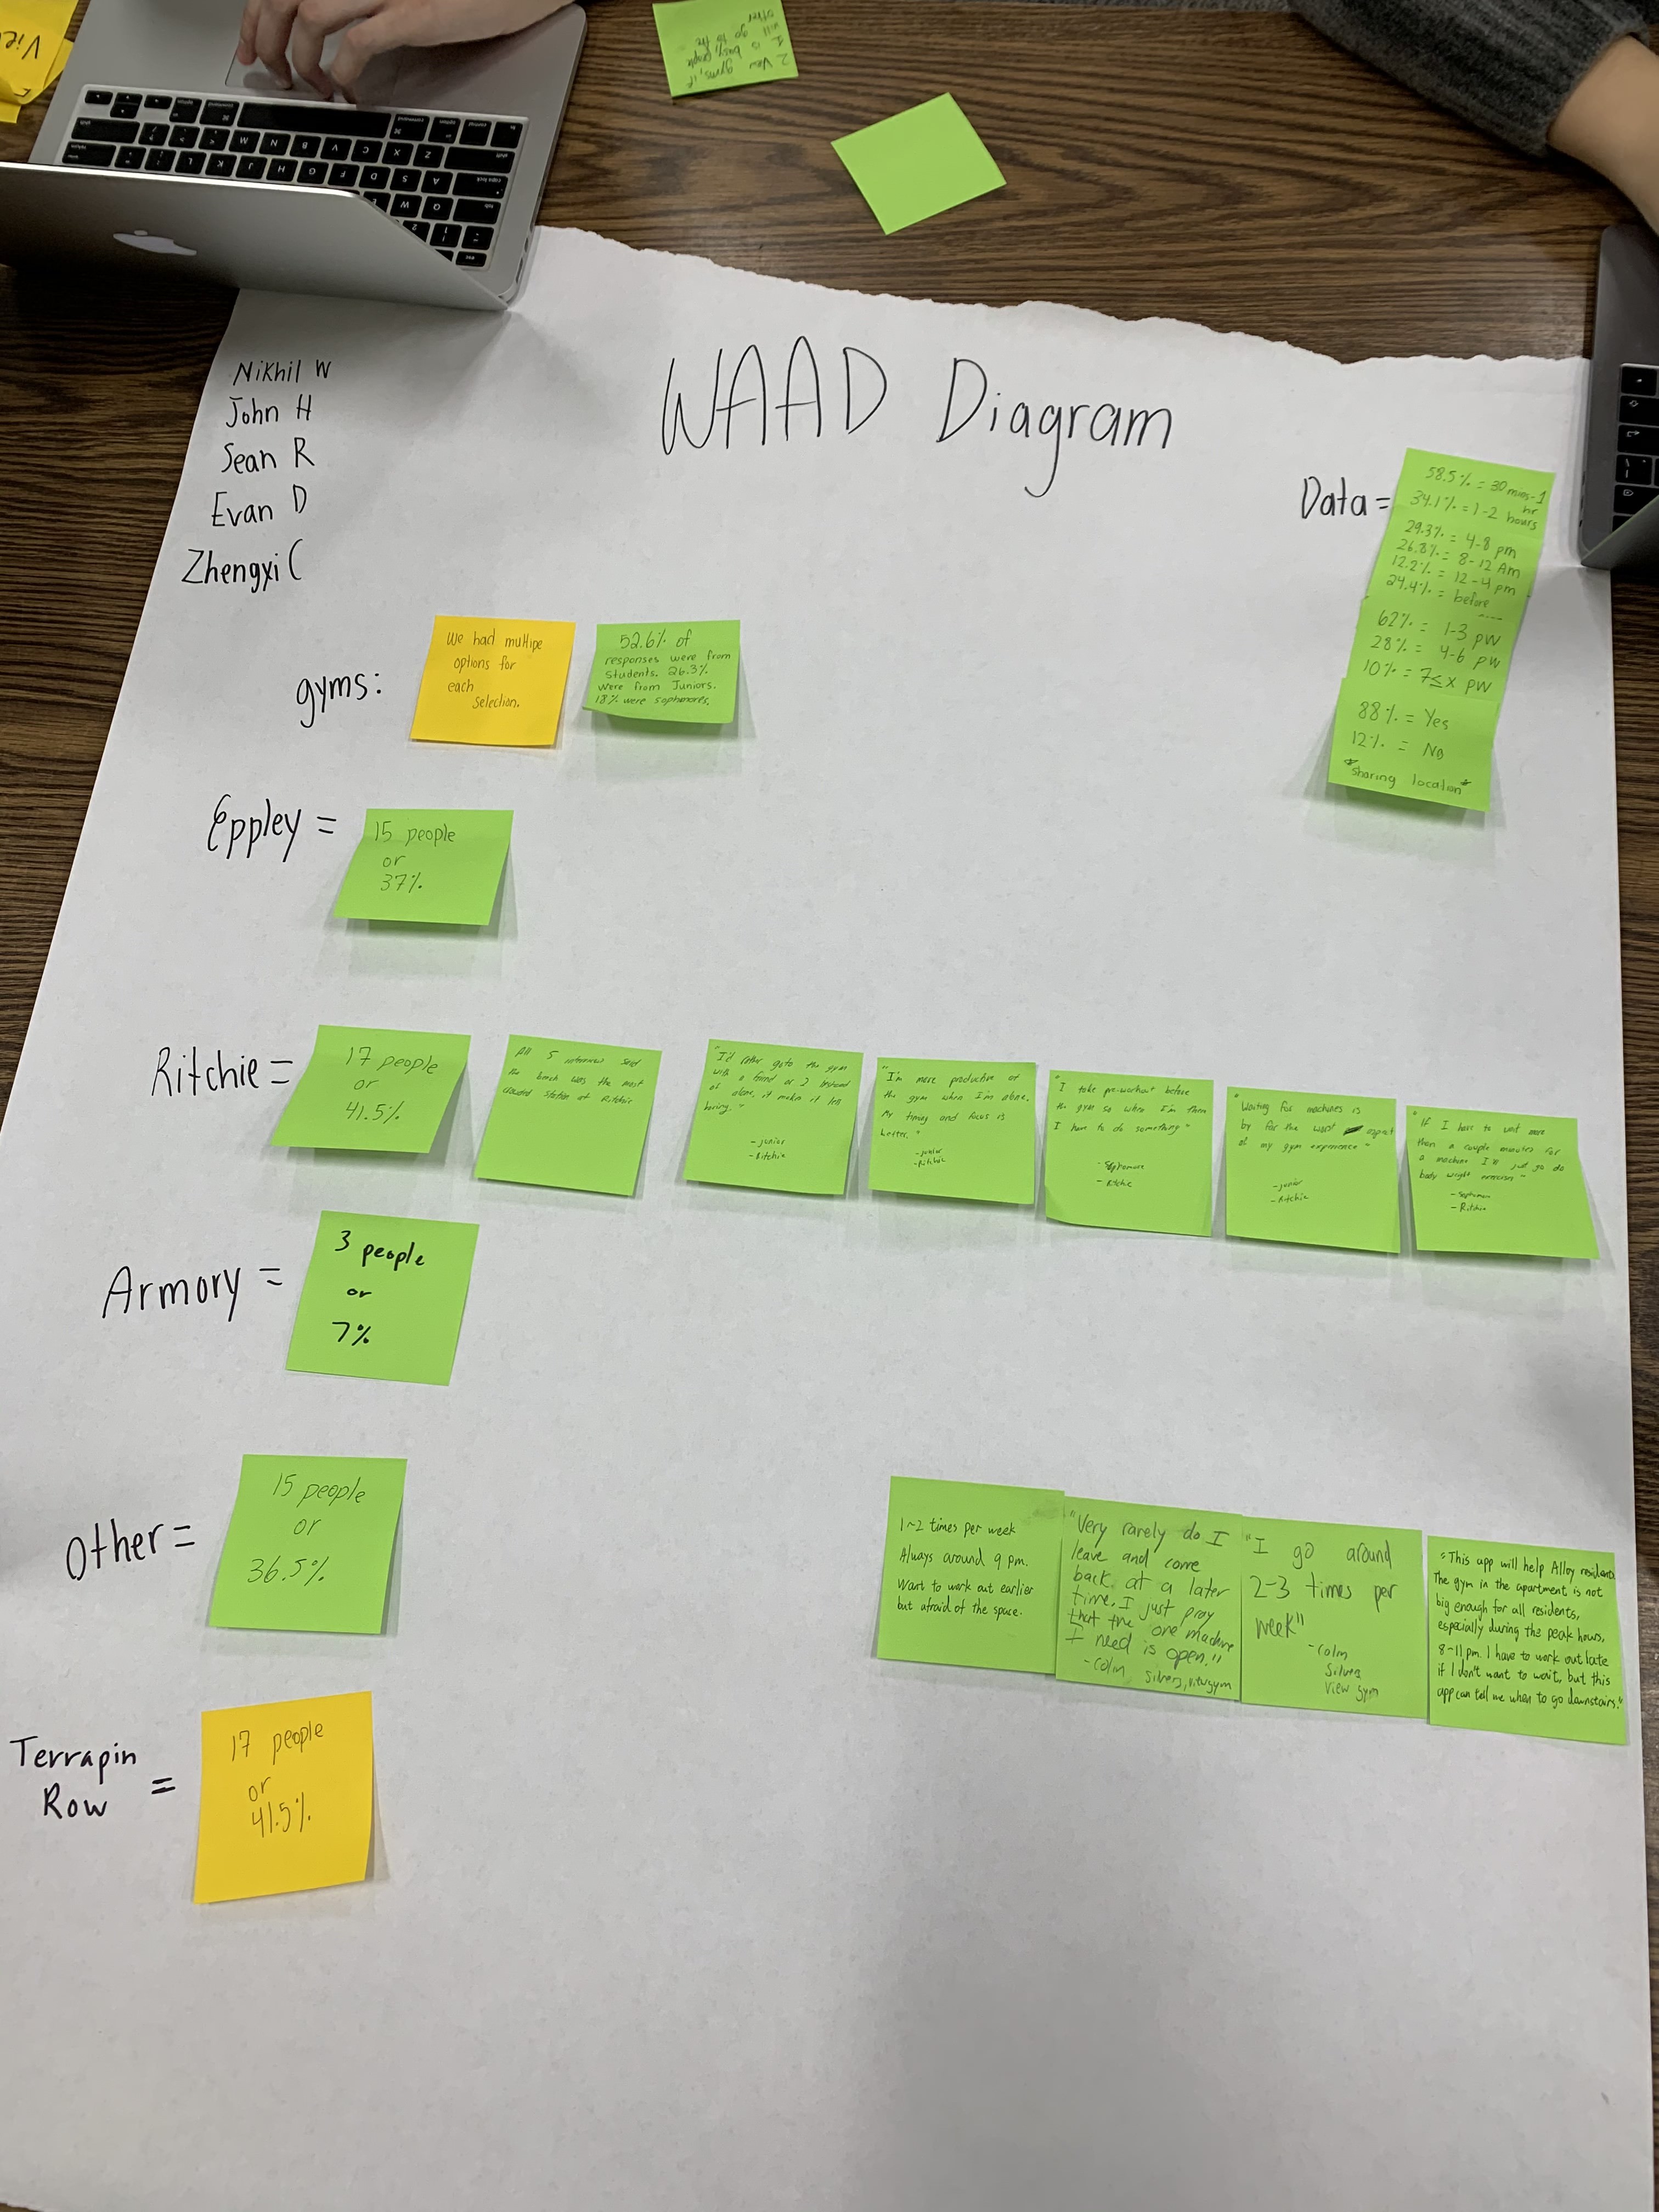 WAAD Diagram
Nikhil W
John H
Sean R
Evan D
Zhengxi C
Data =
58.5% = 30 mins-1
hr
34.1% = 1-2 hours
29.3% = 4-8 pm
26.8% = 8-12 Am
12.2% = 12-4 pm
24.4% = before
62% = 1-3 pw
28% = 4-6 pw
10% = 7≤x pw
88% = Yes
12% = No
*sharing location*
gyms:
We had multipe
options for
each
selection.
52.6% of
responses were from
students. 26.3%
were from Juniors.
18% were sophmores.
Eppley =
15 people
or
37%
Ritchie =
17 people
or
41.5%
All 5 interviews said
the bench was the most
crowded station at Ritchie
"I'd rather go to the gym
with a friend or 2 instead
of alone, it makes it less
boring."
- junior
- Ritchie
"I'm more productive at
the gym when I'm alone.
My timing and focus is
better."
- junior
- Ritchie
"I take pre-workout before
the gym so when I'm there
I have to do something"
- Sophomore
- Ritchie
"Waiting for machines is
by far the worst aspect
of my gym experience"
- junior
- Ritchie
"If I have to wait more
than a couple minutes for
a machine I'll just go do
body weight exercises"
- Sophomore
- Ritchie
Armory =
3 people
or
7%
Other =
15 people
or
36.5%
1~2 times per week
Always around 9 pm.
Want to work out earlier
but afraid of the space.
"Very rarely do I
leave and come
back at a later
time. I just pray
that the one machine
I need is open."
- Colin,
"I go around
2-3 times per
week"
- Colin
View gym
"This app will help Alloy residents
The gym in the apartment is not
big enough for all residents,
especially during the peak hours,
8-11 pm. I have to work out late
if I don't want to wait, but this
app can tell me when to go downstairs."
Terrapin
Row =
17 people
or
41.5%
2 View
gyms, if
1 is busy, people
will go to the
other
View